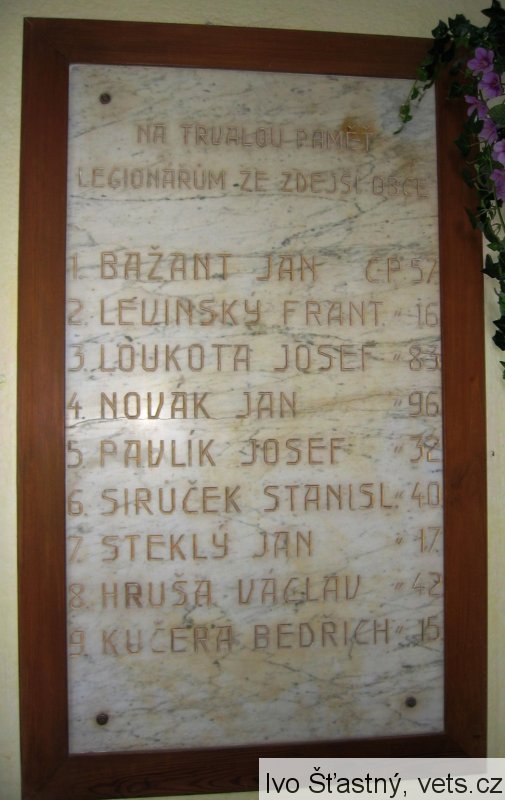 NA TRVALOU PAMĚŤ
LEGIONÁŘŮM ZE ZDEJŠÍ OBCE
1. BAŽANT JAN Č.P. 57
2. LEVINSKÝ FRANT. " 16
3. LOUKOTA JOSEF " 83
4. NOVÁK JAN " 96
5. PAVLÍK JOSEF " 32
6. SIRUČEK STANISL. " 40
7. STEKLÝ JAN " 17
8. HRUŠA VÁCLAV " 42
9. KUČERA BEDŘICH " 15
Ivo Šťastný, vets.cz